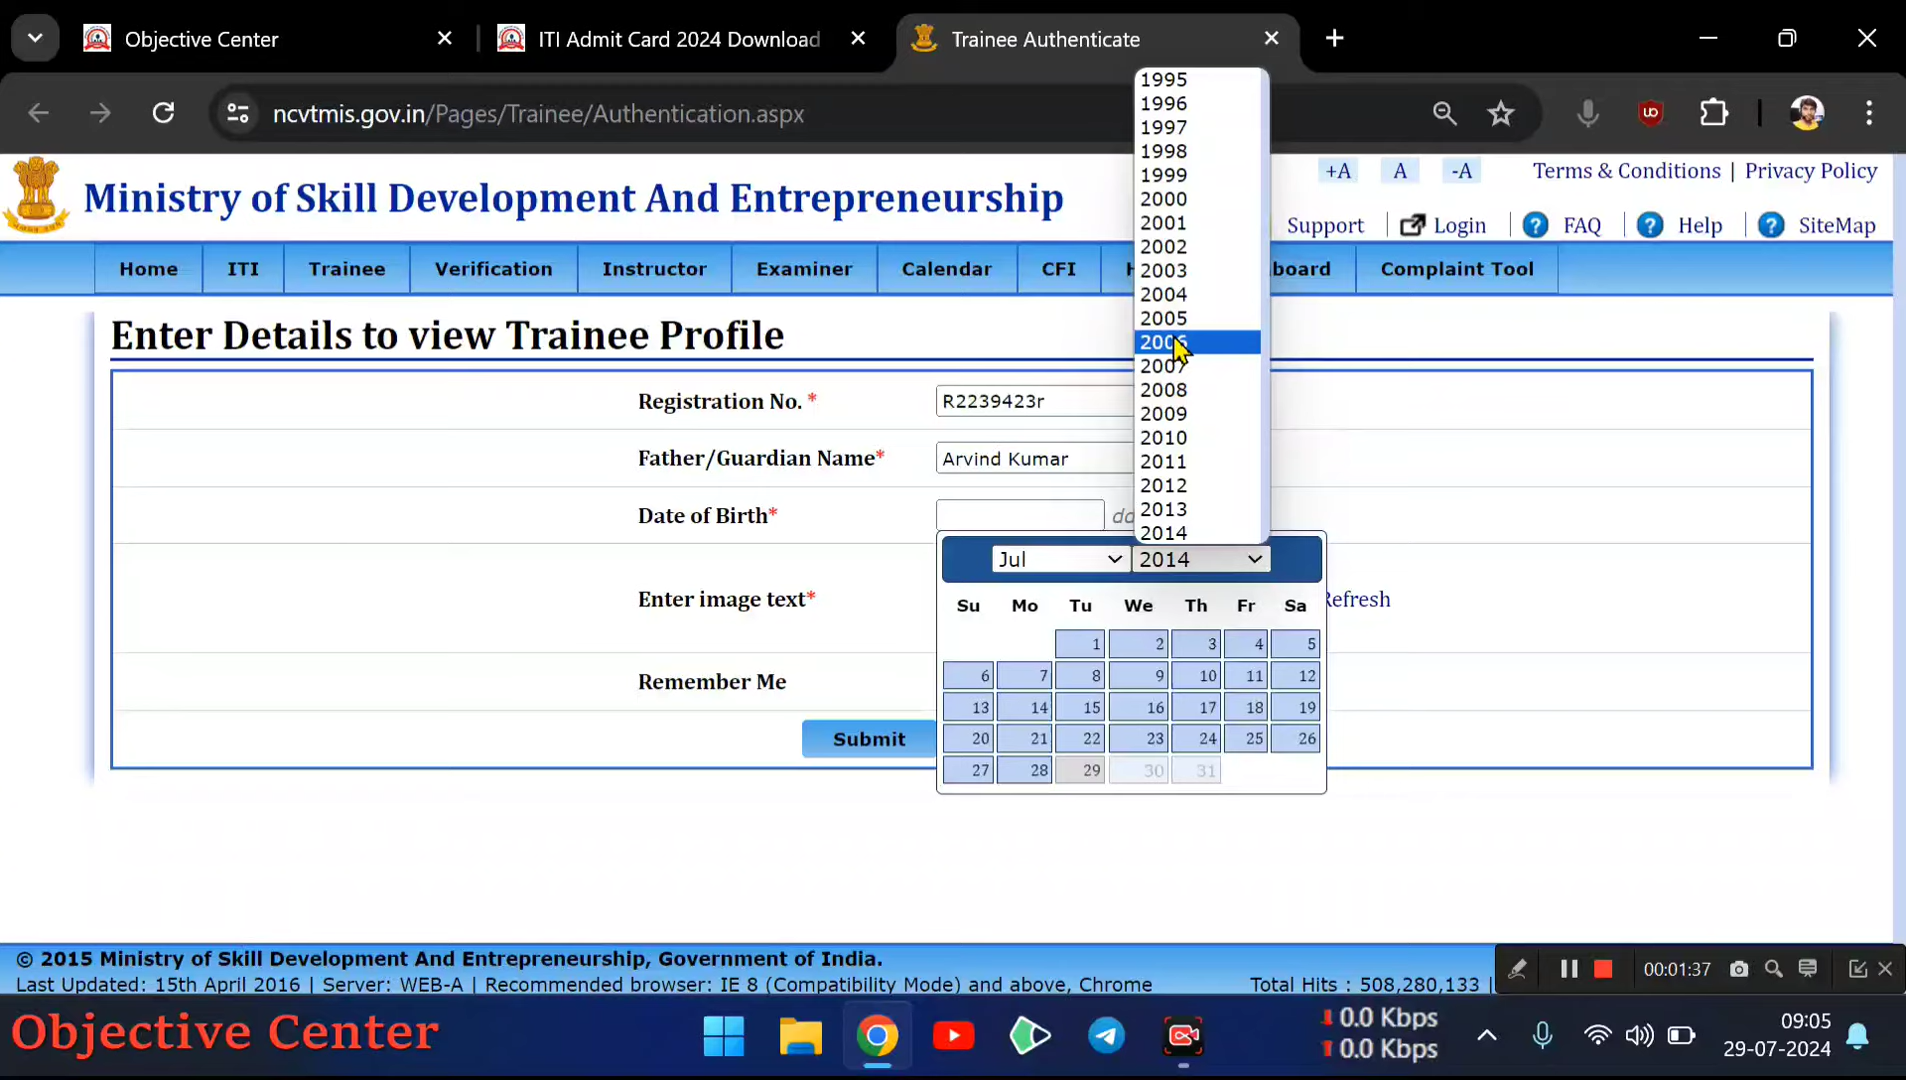 Objective Center
ITI Admit Card 2024 Download
Trainee Authenticate
ncvtmis.gov.in/Pages/Trainee/Authentication.aspx
Ministry of Skill Development And Entrepreneurship
+A A -A
Terms & Conditions | Privacy Policy
Support
Login
FAQ
Help
SiteMap
Home
ITI
Trainee
Verification
Instructor
Examiner
Calendar
CFI
Complaint Tool
Enter Details to view Trainee Profile
Registration No. *
R2239423r
Father/Guardian Name*
Arvind Kumar
Date of Birth*
Enter image text*
Refresh
Remember Me
Submit
1995
1996
1997
1998
1999
2000
2001
2002
2003
2004
2005
2006
2007
2008
2009
2010
2011
2012
2013
2014
Jul 2014
Su Mo Tu We Th Fr Sa
1 2 3 4 5
6 7 8 9 10 11 12
13 14 15 16 17 18 19
20 21 22 23 24 25 26
27 28 29 30 31
© 2015 Ministry of Skill Development And Entrepreneurship, Government of India.
Last Updated: 15th April 2016 | Server: WEB-A | Recommended browser: IE 8 (Compatibility Mode) and above, Chrome
Total Hits : 508,280,133 |
00:01:37
Objective Center
0.0 Kbps
0.0 Kbps
09:05
29-07-2024